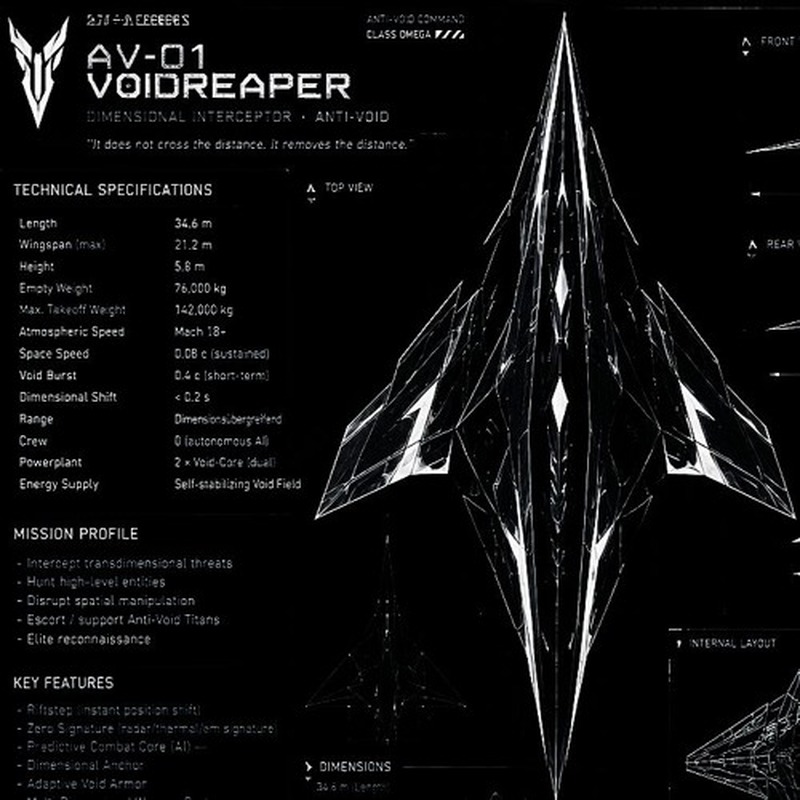 ANTI-VOID COMMAND
CLASS OMEGA
AV-01
VOIDREAPER
DIMENSIONAL INTERCEPTOR · ANTI-VOID
"It does not cross the distance. It removes the distance."
TECHNICAL SPECIFICATIONS
Length 34.6 m
Wingspan (max) 21.2 m
Height 5.8 m
Empty Weight 76,000 kg
Max. Takeoff Weight 142,000 kg
Atmospheric Speed Mach 18+
Space Speed 0.08 c (sustained)
Void Burst 0.4 c (short-term)
Dimensional Shift < 0.2 s
Range Dimensionsübergreifend
Crew 0 (autonomous AI)
Powerplant 2 × Void-Core (dual)
Energy Supply Self-stabilizing Void Field
MISSION PROFILE
- Intercept transdimensional threats
- Hunt high-level entities
- Disrupt spatial manipulation
- Escort / support Anti-Void Titans
- Elite reconnaissance
KEY FEATURES
- Riftstep (instant position shift)
- Zero Signature (radar/thermal/em signature)
- Predictive Combat Core (AI)
- Dimensional Anchor
- Adaptive Void Armor
TOP VIEW
FRONT
REAR
INTERNAL LAYOUT
DIMENSIONS
34.6 m (Length)